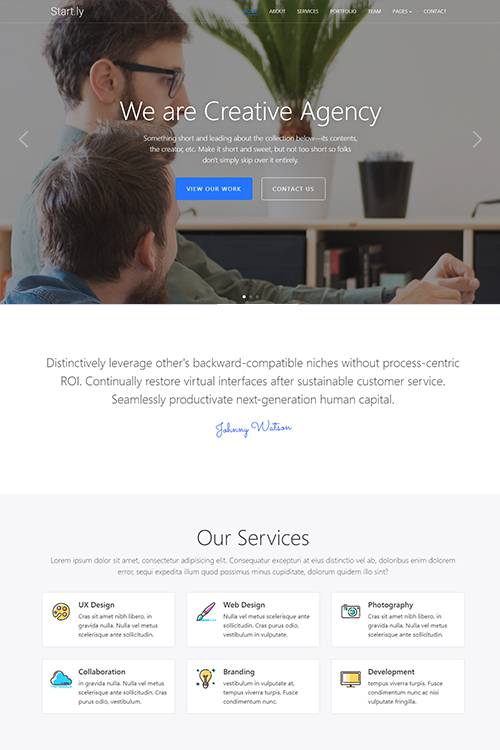 Start.ly
HOME ABOUT SERVICES PORTFOLIO TEAM PAGES CONTACT
We are Creative Agency
Something short and leading about the collection below—its contents,
the creator, etc. Make it short and sweet, but not too short so folks
don't simply skip over it entirely.
VIEW OUR WORK CONTACT US
Distinctively leverage other's backward-compatible niches without process-centric
ROI. Continually restore virtual interfaces after sustainable customer service.
Seamlessly productivate next-generation human capital.
Johnny Watson
Our Services
Lorem ipsum dolor sit amet, consectetur adipisicing elit. Consequatur excepturi at eius distinctio vel ab, doloribus enim dolorem
error, sequi expedita illum quod possimus minus cupiditate, dolorum quidem illo sint?
UX Design
Cras sit amet nibh libero, in
gravida nulla. Nulla vel metus
scelerisque ante sollicitudin.
Web Design
Nulla vel metus scelerisque ante
sollicitudin. Cras purus odio,
vestibulum in vulputate.
Photography
Cras sit amet nibh libero, in
gravida nulla. Nulla vel metus
scelerisque ante sollicitudin.
Collaboration
in gravida nulla. Nulla vel metus
scelerisque ante sollicitudin. Cras
purus odio, vestibulum.
Branding
vestibulum in vulputate at,
tempus viverra turpis. Fusce
condimentum nunc.
Development
tempus viverra turpis. Fusce
condimentum nunc ac nisi
vulputate fringilla.